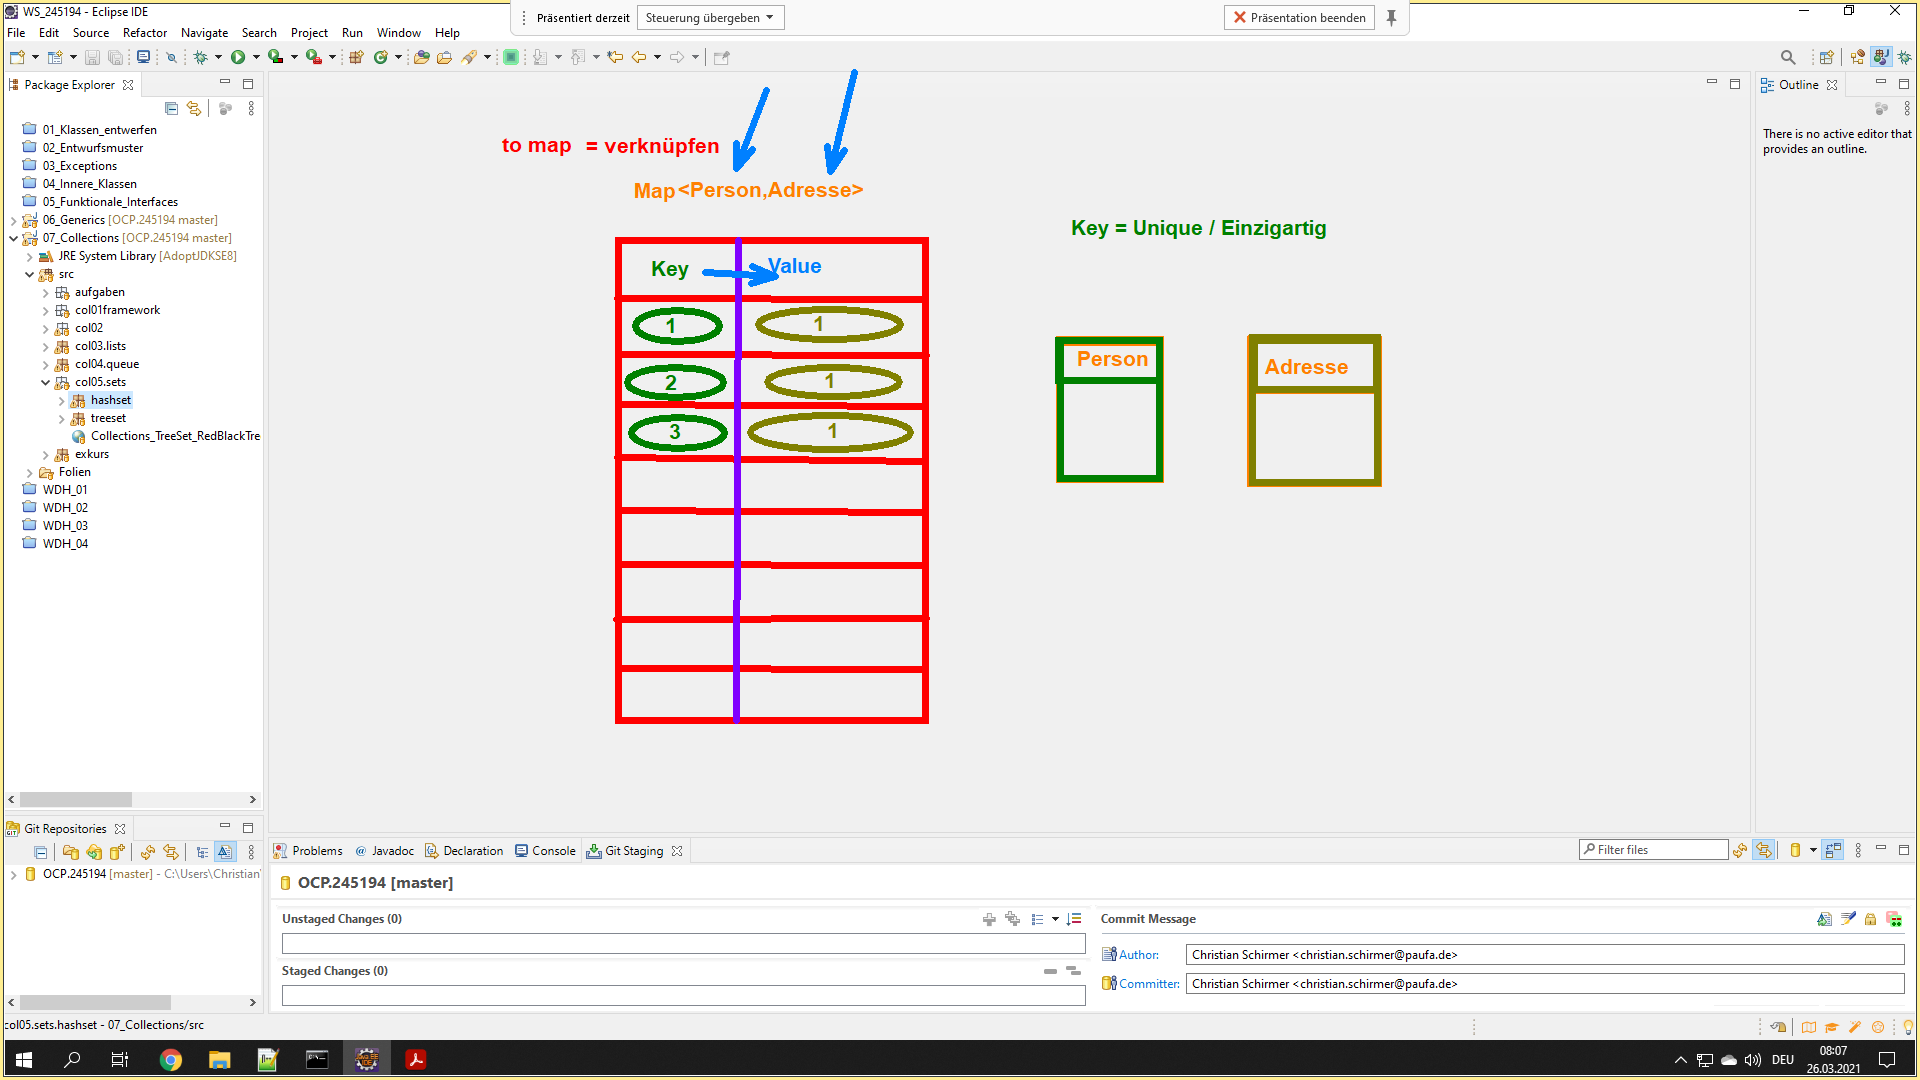 WS_245194 - Eclipse IDE
Präsentiert derzeit
Steuerung übergeben
Präsentation beenden
File Edit Source Refactor Navigate Search Project Run Window Help
Package Explorer
01_Klassen_entwerfen
02_Entwurfsmuster
03_Exceptions
04_Innere_Klassen
05_Funktionale_Interfaces
06_Generics [OCP.245194 master]
07_Collections [OCP.245194 master]
JRE System Library [AdoptJDKSE8]
src
aufgaben
col01framework
col02
col03.lists
col04.queue
col05.sets
hashset
treeset
Collections_TreeSet_RedBlackTre
exkurs
Folien
WDH_01
WDH_02
WDH_03
WDH_04
to map = verknüpfen
Map<Person,Adresse>
Key = Unique / Einzigartig
Key Value
1 1
2 1
3 1
Person
Adresse
Outline
There is no active editor that
provides an outline.
Git Repositories
OCP.245194 [master] - C:\Users\Christian\
Problems @ Javadoc Declaration Console Git Staging
Filter files
OCP.245194 [master]
Unstaged Changes (0)
Staged Changes (0)
Commit Message
Author: Christian Schirmer <christian.schirmer@paufa.de>
Committer: Christian Schirmer <christian.schirmer@paufa.de>
col05.sets.hashset - 07_Collections/src
DEU
08:07
26.03.2021